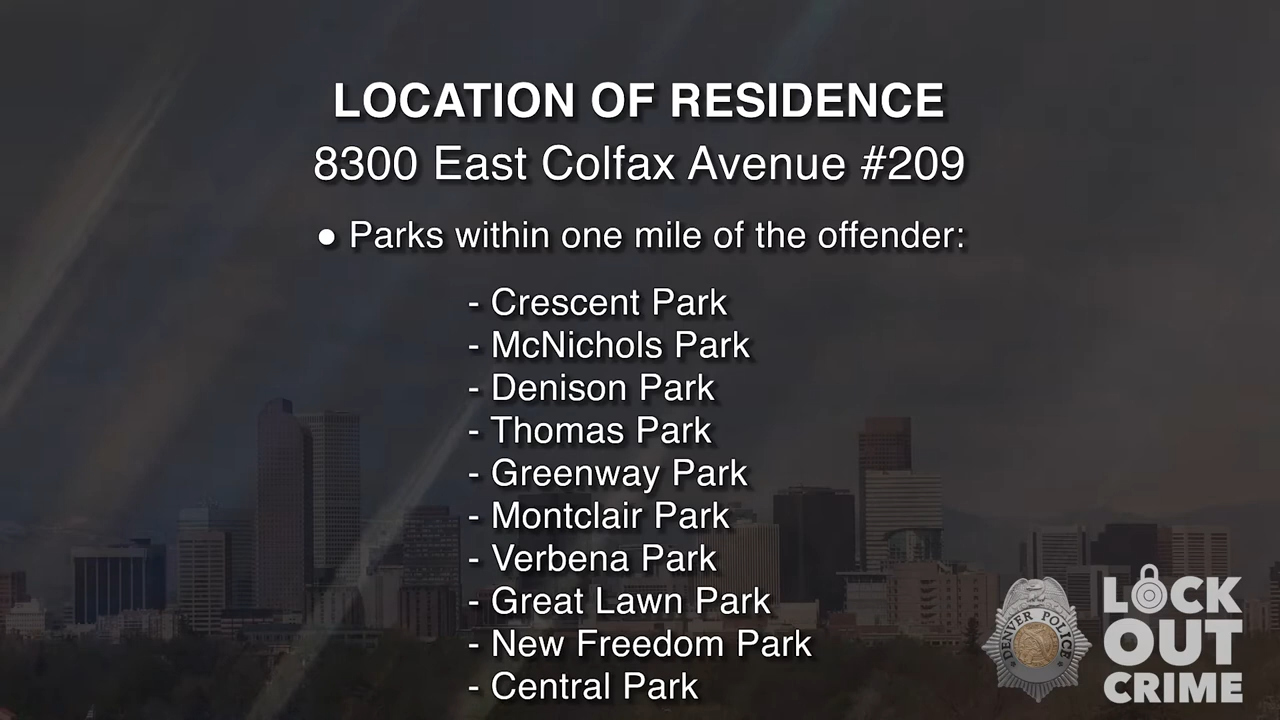 LOCATION OF RESIDENCE
8300 East Colfax Avenue #209
● Parks within one mile of the offender:
- Crescent Park
- McNichols Park
- Denison Park
- Thomas Park
- Greenway Park
- Montclair Park
- Verbena Park
- Great Lawn Park
- New Freedom Park
- Central Park
DENVER POLICE
LOCK
OUT
CRIME